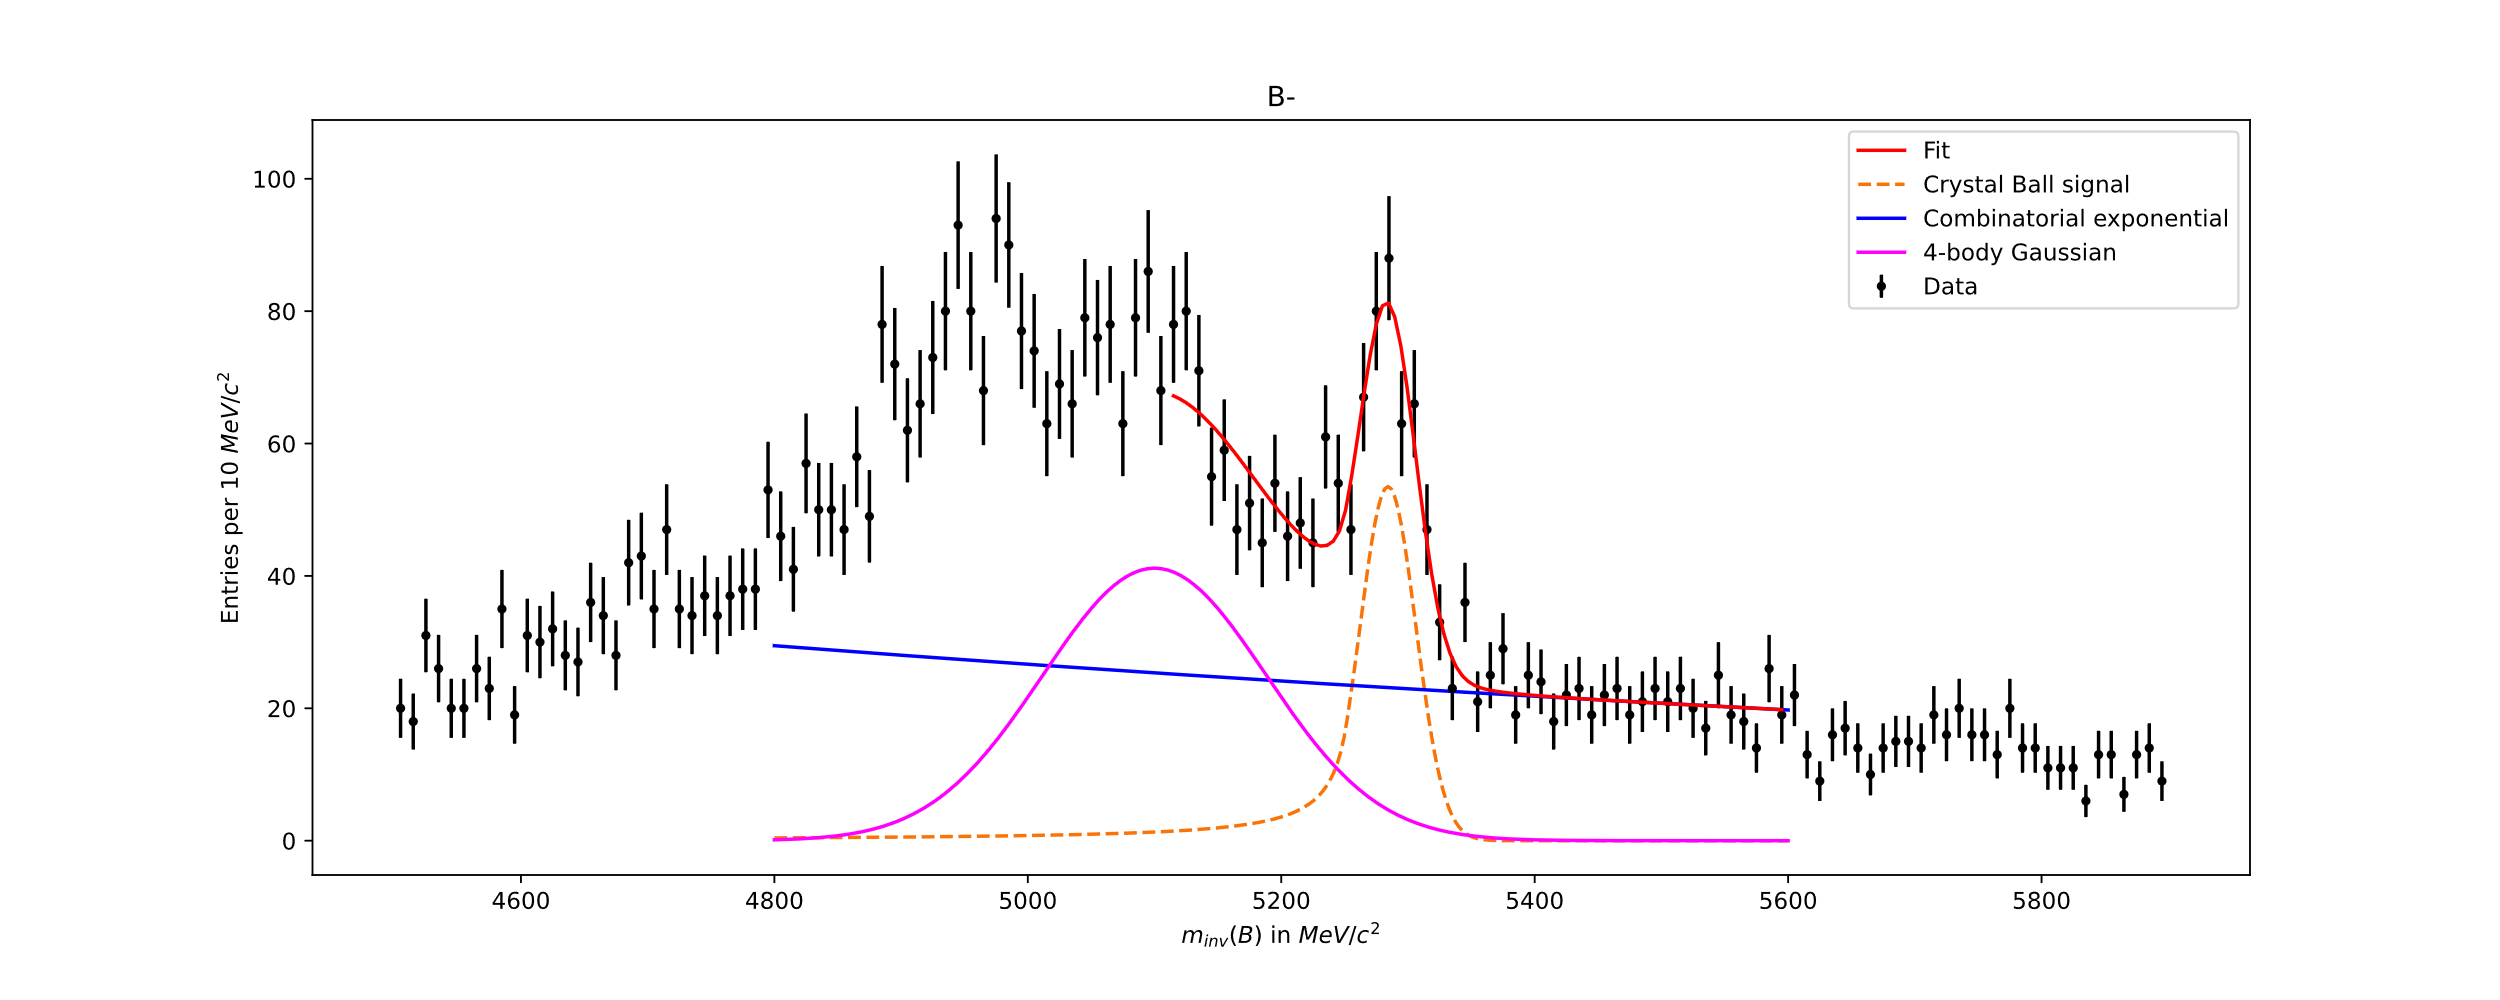 B-
Entries per 10 MeV/c²
100
80
60
40
20
0
Fit
Crystal Ball signal
Combinatorial exponential
4-body Gaussian
Data
4600 4800 5000 5200 5400 5600 5800
m_inv(B) in MeV/c²